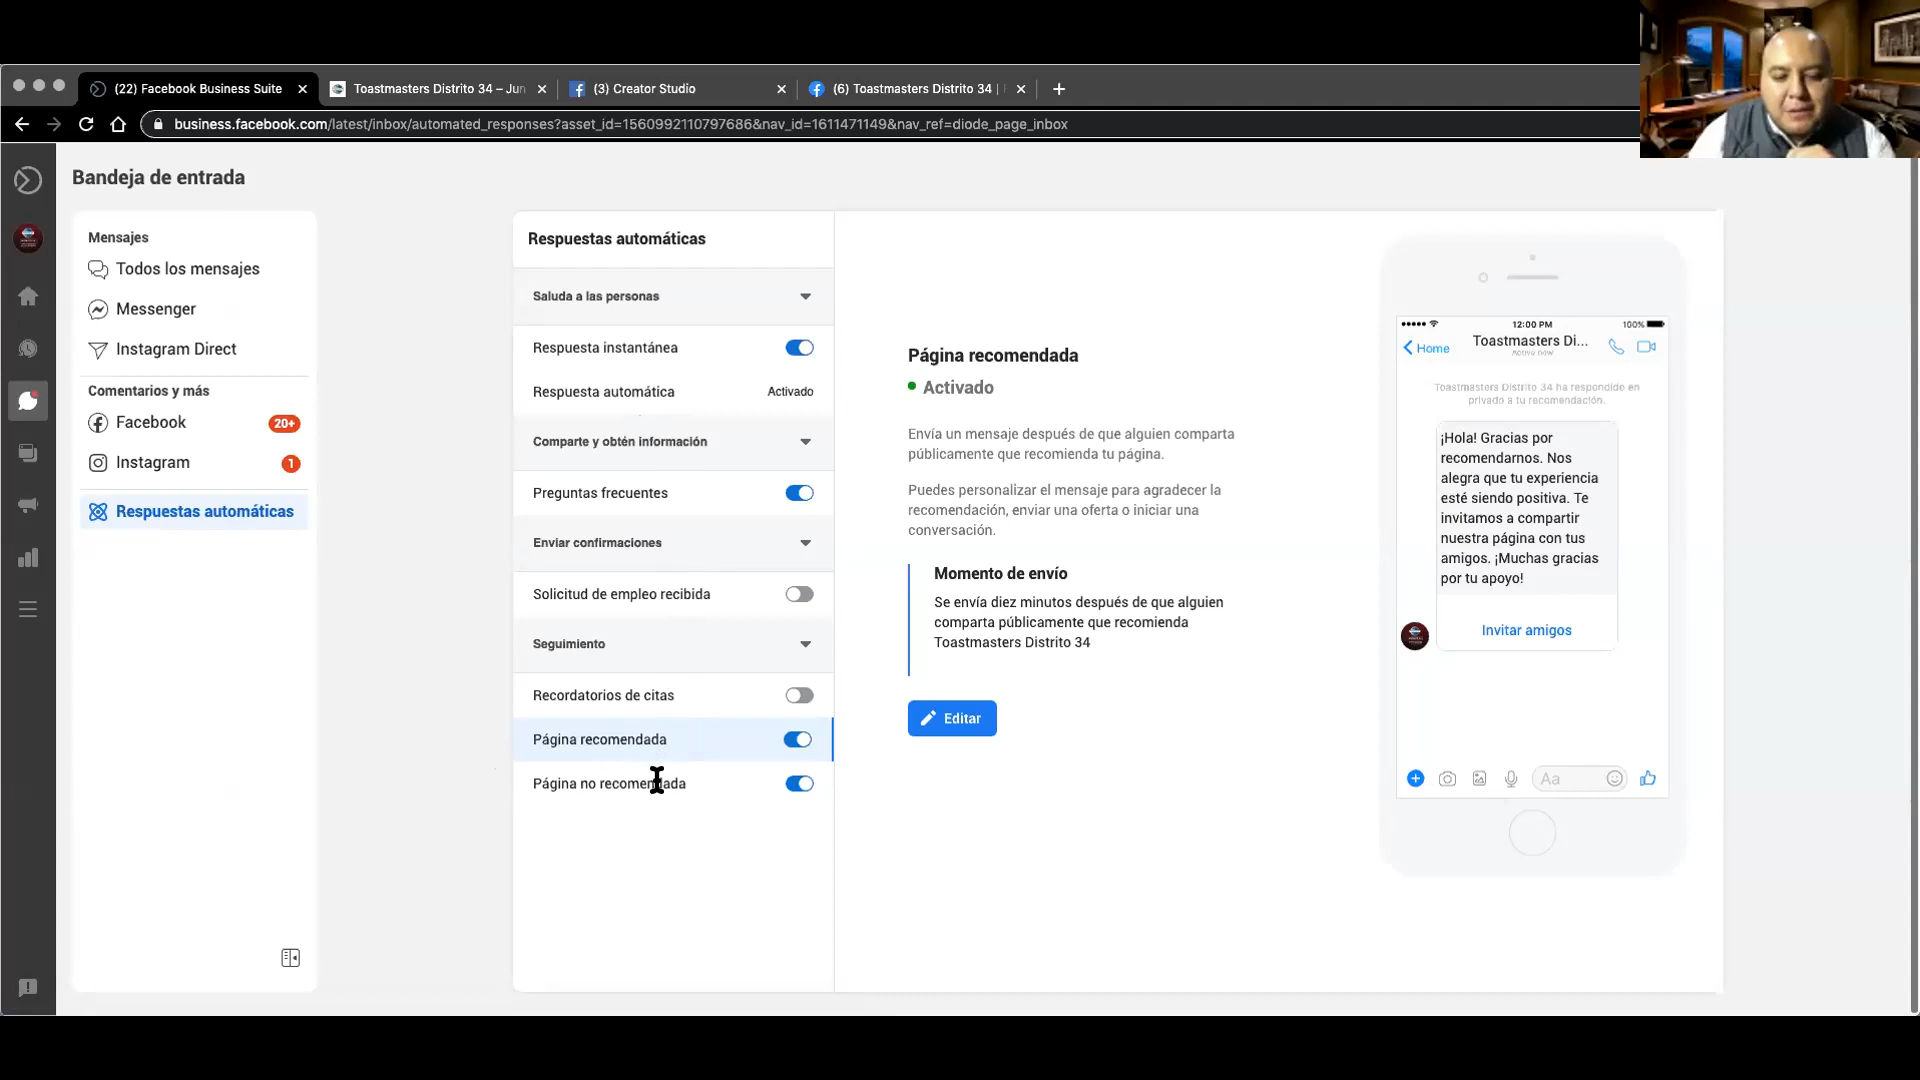 (22) Facebook Business Suite
Toastmasters Distrito 34 – Jun
(3) Creator Studio
(6) Toastmasters Distrito 34 |
business.facebook.com/latest/inbox/automated_responses?asset_id=1560992110797686&nav_id=1611471149&nav_ref=diode_page_inbox
Bandeja de entrada
Mensajes
Todos los mensajes
Messenger
Instagram Direct
Comentarios y más
Facebook
20+
Instagram
1
Respuestas automáticas
Respuestas automáticas
Saluda a las personas
Respuesta instantánea
Respuesta automática
Activado
Comparte y obtén información
Preguntas frecuentes
Enviar confirmaciones
Solicitud de empleo recibida
Seguimiento
Recordatorios de citas
Página recomendada
Página no recomendada
Página recomendada
Activado
Envía un mensaje después de que alguien comparta
públicamente que recomienda tu página.
Puedes personalizar el mensaje para agradecer la
recomendación, enviar una oferta o iniciar una
conversación.
Momento de envío
Se envía diez minutos después de que alguien
comparta públicamente que recomienda
Toastmasters Distrito 34
Editar
12:00 PM
100%
Home
Toastmasters Di...
Active now
Toastmasters Distrito 34 ha respondido en
privado a tu recomendación.
¡Hola! Gracias por
recomendarnos. Nos
alegra que tu experiencia
esté siendo positiva. Te
invitamos a compartir
nuestra página con tus
amigos. ¡Muchas gracias
por tu apoyo!
Invitar amigos
Aa